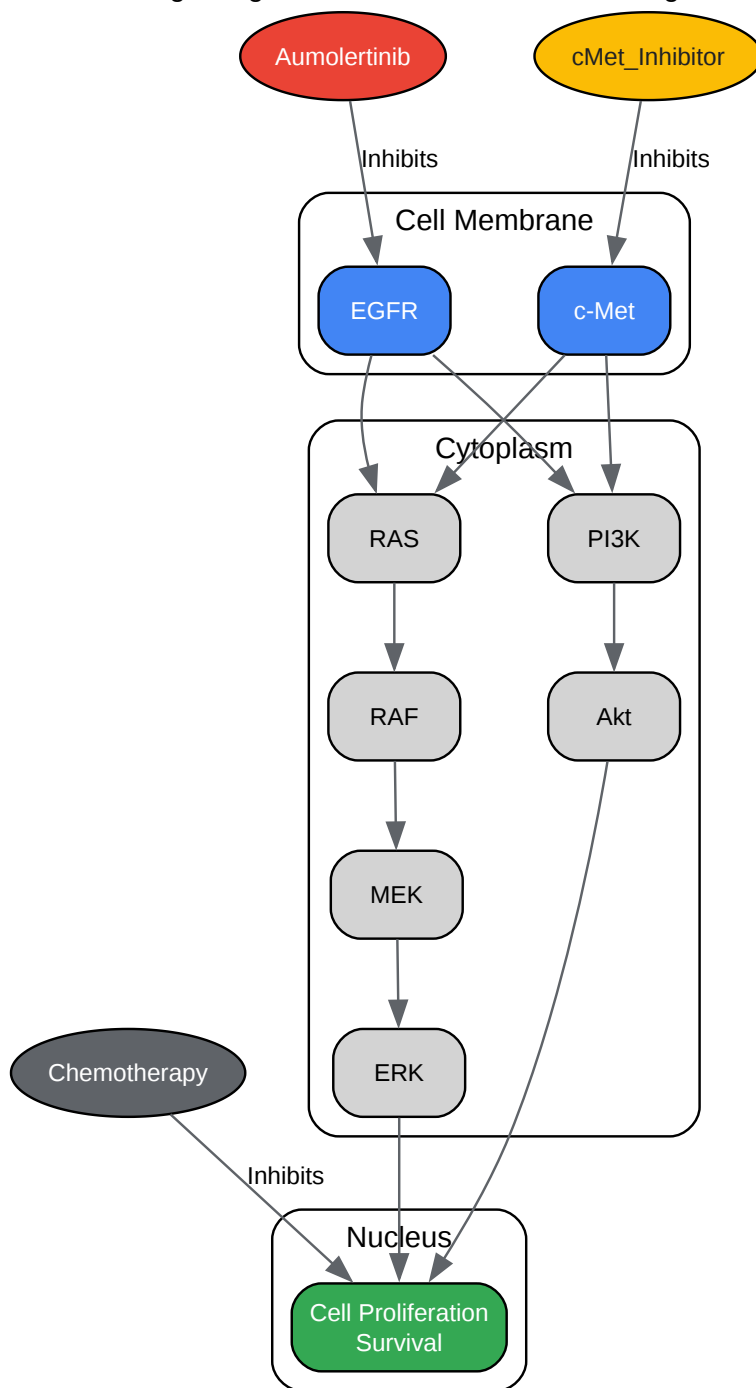 Aumolertinib
cMet_Inhibitor
Inhibits
Inhibits
Cell Membrane
EGFR
c-Met
Cytoplasm
RAS
PI3K
RAF
Akt
MEK
ERK
Chemotherapy
Inhibits
Nucleus
Cell Proliferation
Survival